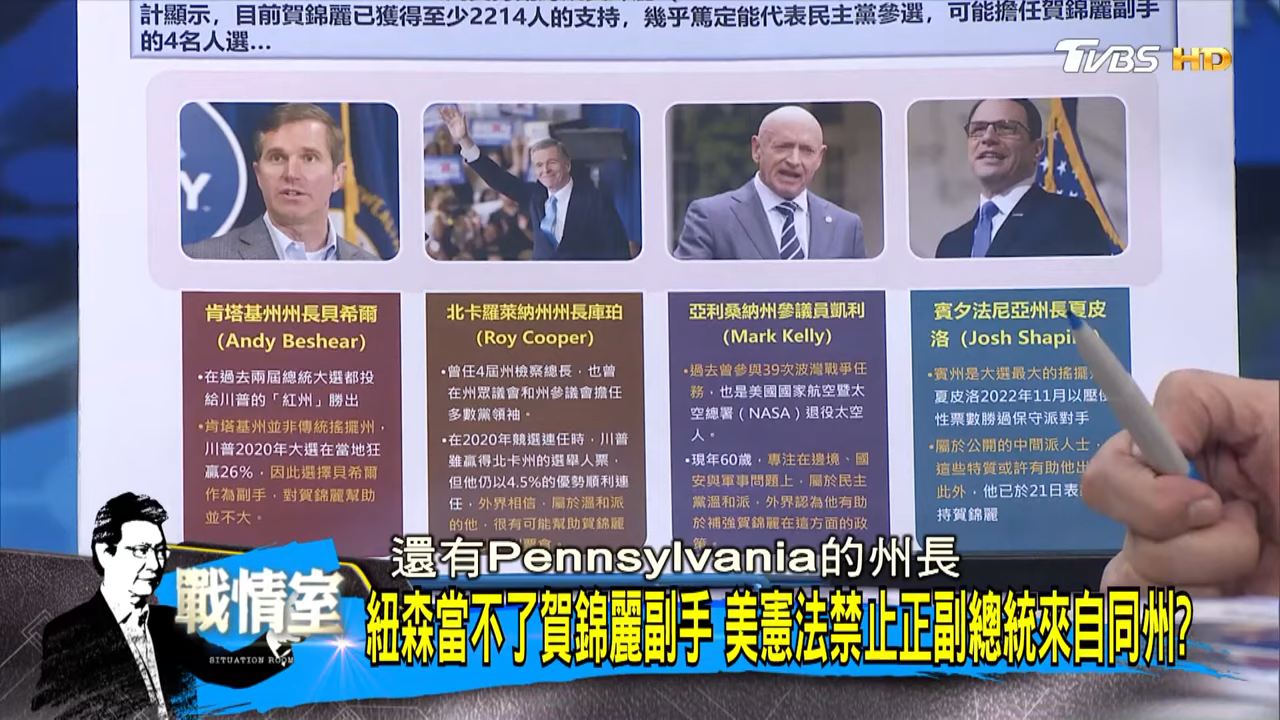 計顯示，目前賀錦麗已獲得至少2214人的支持，幾乎篤定能代表民主黨參選，可能擔任賀錦麗副手
的4名人選...
TVBS HD
肯塔基州州長貝希爾
(Andy Beshear)
•在過去兩屆總統大選都投
給川普的「紅州」勝出
•肯塔基州並非傳統搖擺州，
川普2020年大選在當地狂
贏26%，因此選擇貝希爾
作為副手，對賀錦麗幫助
並不大。
北卡羅萊納州州長庫珀
(Roy Cooper)
•曾任4屆州檢察總長，也曾
在州眾議會和州參議會擔任
多數黨領袖。
•在2020年競選連任時，川普
雖贏得北卡州的選舉人票，
但他仍以4.5%的優勢順利連
任，外界相信，屬於溫和派
的他，很有可能幫助賀錦麗
亞利桑納州參議員凱利
(Mark Kelly)
•過去曾參與39次波灣戰爭任
務，也是美國國家航空暨太
空總署（NASA）退役太空
人。
•現年60歲，專注在邊境、國
安與軍事問題上，屬於民主
黨溫和派，外界認為他有助
於補強賀錦麗在這方面的政
策。
賓夕法尼亞州長夏皮
洛（Josh Shapi
•賓州是大選最大的搖擺
夏皮洛2022年11月以壓
性票數勝過保守派對手
•屬於公開的中間派人士，
這些特質或許有助他出
此外，他已於21日表
持賀錦麗
還有Pennsylvania的州長
戰情室
SITUATION ROOM
紐森當不了賀錦麗副手 美憲法禁止正副總統來自同州?